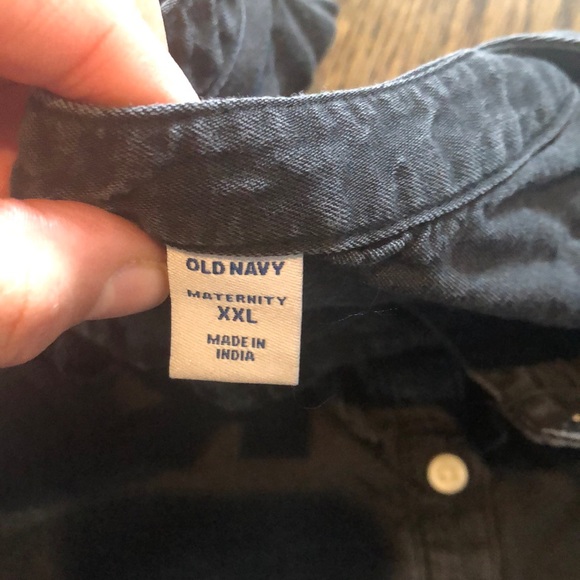 OLD NAVY
MATERNITY
XXL
MADE IN
INDIA